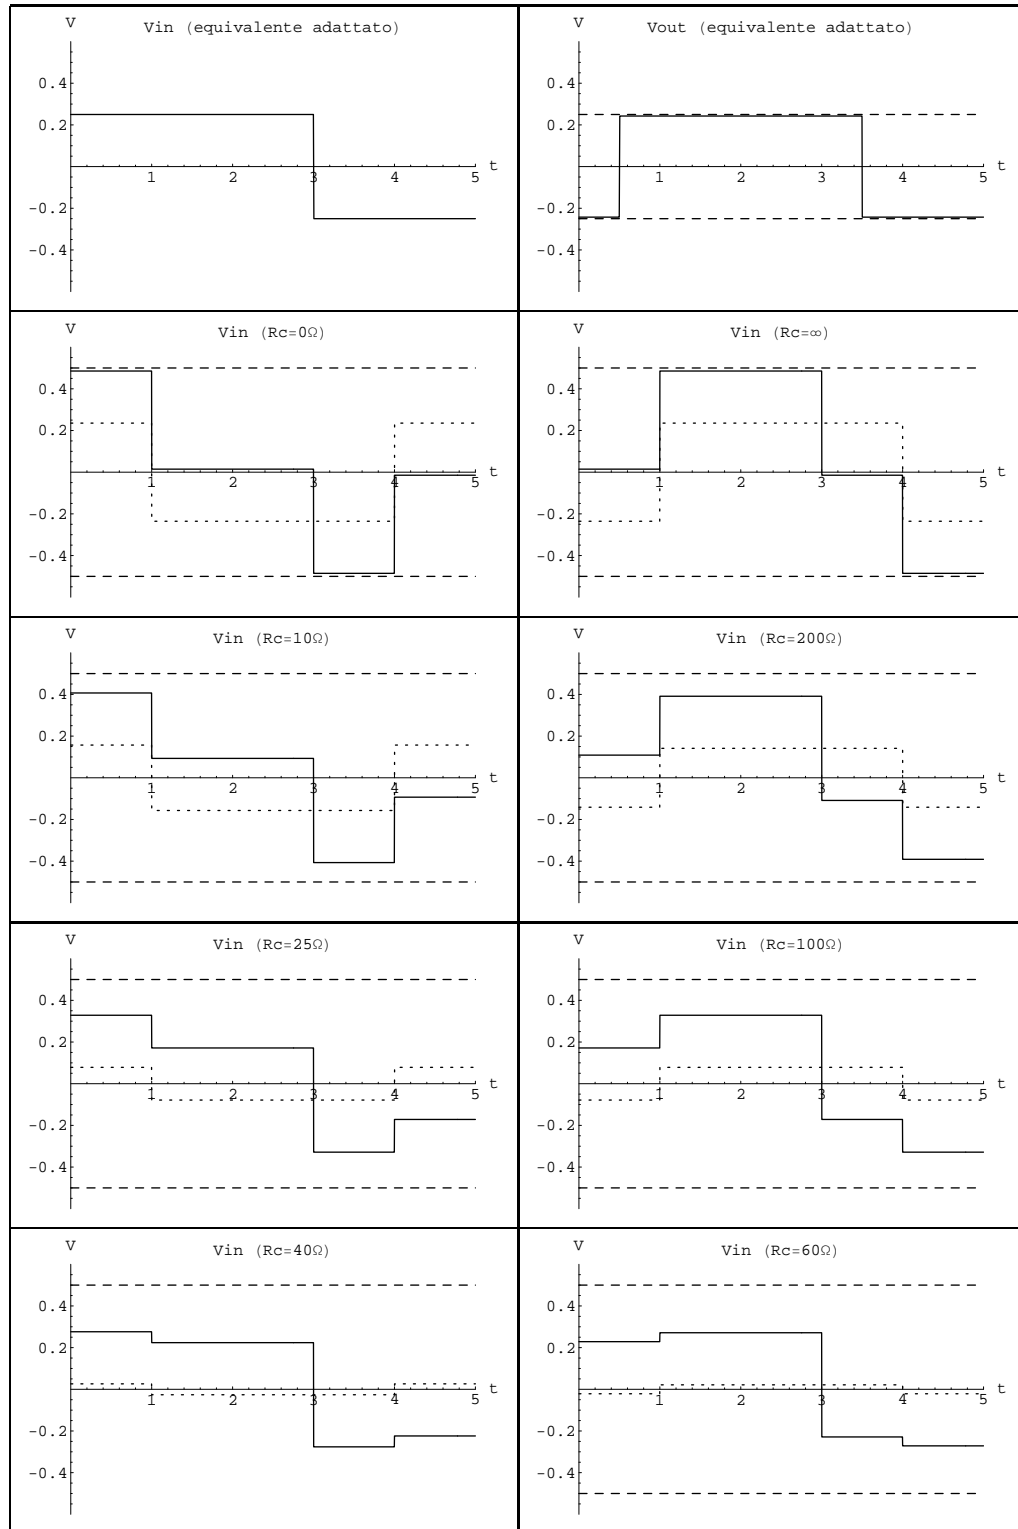 V
Vin (equivalente adattato)
0.4
0.2
t
1 2 3 4 5
-0.2
-0.4
V
Vout (equivalente adattato)
0.4
0.2
t
1 2 3 4 5
-0.2
-0.4
V
Vin (Rc=0Ω)
0.4
0.2
t
1 2 3 4 5
-0.2
-0.4
V
Vin (Rc=∞)
0.4
0.2
t
1 2 3 4 5
-0.2
-0.4
V
Vin (Rc=10Ω)
0.4
0.2
t
1 2 3 4 5
-0.2
-0.4
V
Vin (Rc=200Ω)
0.4
0.2
t
1 2 3 4 5
-0.2
-0.4
V
Vin (Rc=25Ω)
0.4
0.2
t
1 2 3 4 5
-0.2
-0.4
V
Vin (Rc=100Ω)
0.4
0.2
t
1 2 3 4 5
-0.2
-0.4
V
Vin (Rc=40Ω)
0.4
0.2
t
1 2 3 4 5
-0.2
-0.4
V
Vin (Rc=60Ω)
0.4
0.2
t
1 2 3 4 5
-0.2
-0.4